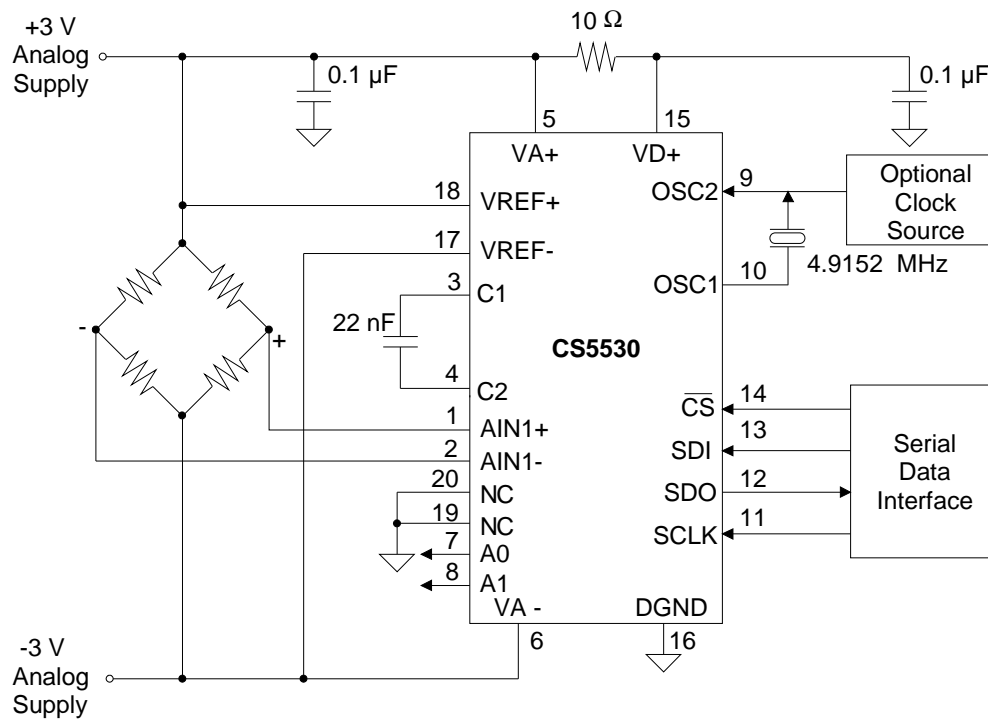 +3 V
Analog
Supply
10 Ω
0.1 µF
0.1 µF
5
15
VA+
VD+
18
VREF+
17
VREF-
3
C1
22 nF
4
C2
1
AIN1+
2
AIN1-
20
NC
19
NC
7
A0
8
A1
VA -
6
DGND
16
CS5530
OSC2
9
Optional
Clock
Source
OSC1
10
4.9152 MHz
CS
14
SDI
13
SDO
12
SCLK
11
Serial
Data
Interface
-
+
-3 V
Analog
Supply